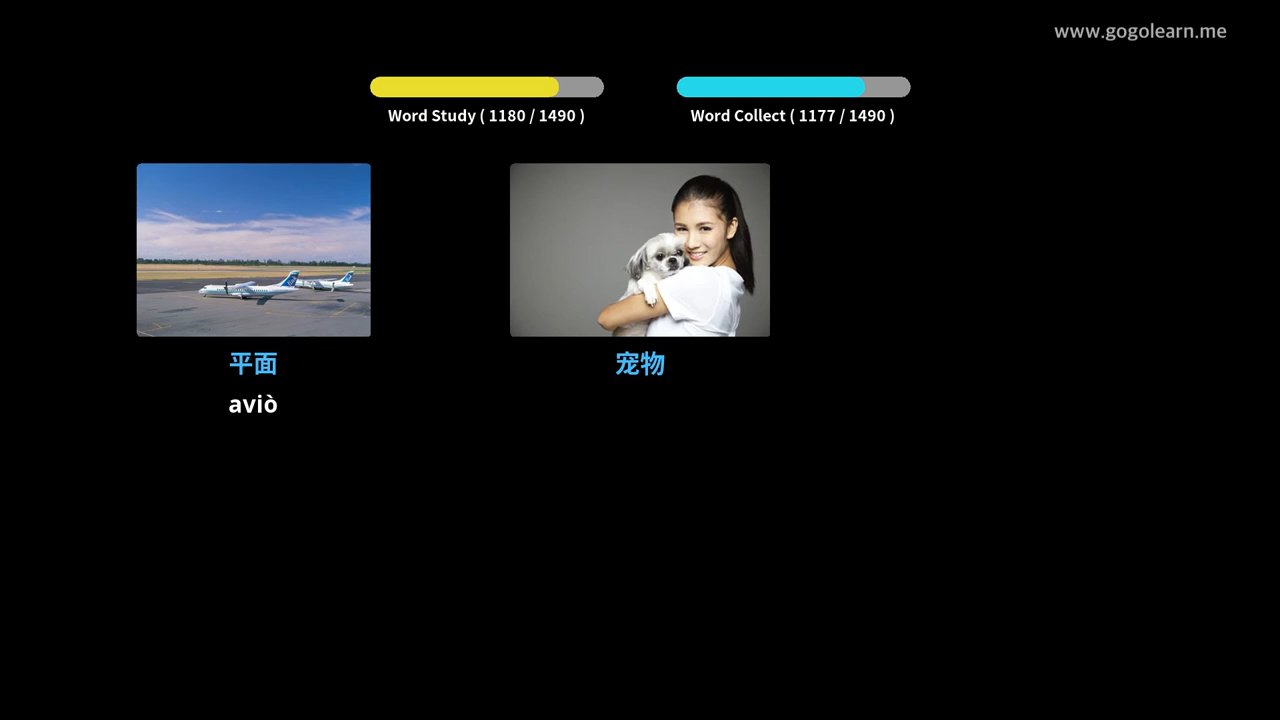 www.gogolearn.me
Word Study ( 1180 / 1490 )
Word Collect ( 1177 / 1490 )
平面
宠物
aviò